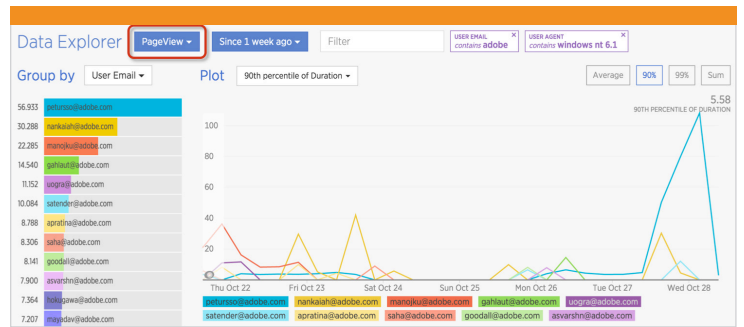 Data Explorer PageView Since 1 week ago Filter USER EMAIL contains adobe × USER AGENT contains windows nt 6.1 ×
Group by User Email Plot 90th percentile of Duration Average 90% 99% Sum
5.58
90TH PERCENTILE OF DURATION
56.933 petursso@adobe.com
30.288 nankaiah@adobe.com
22.285 manojku@adobe.com
14.540 gahlaut@adobe.com
11.152 uogra@adobe.com
10.084 satender@adobe.com
8.788 apratina@adobe.com
8.306 saha@adobe.com
8.141 goodall@adobe.com
7.900 asvarshn@adobe.com
7.364 hokugawa@adobe.com
7.207 mayadav@adobe.com
100
80
60
40
20
0
Thu Oct 22 Fri Oct 23 Sat Oct 24 Sun Oct 25 Mon Oct 26 Tue Oct 27 Wed Oct 28
petursso@adobe.com nankaiah@adobe.com manojku@adobe.com gahlaut@adobe.com uogra@adobe.com
satender@adobe.com apratina@adobe.com saha@adobe.com goodall@adobe.com asvarshn@adobe.com